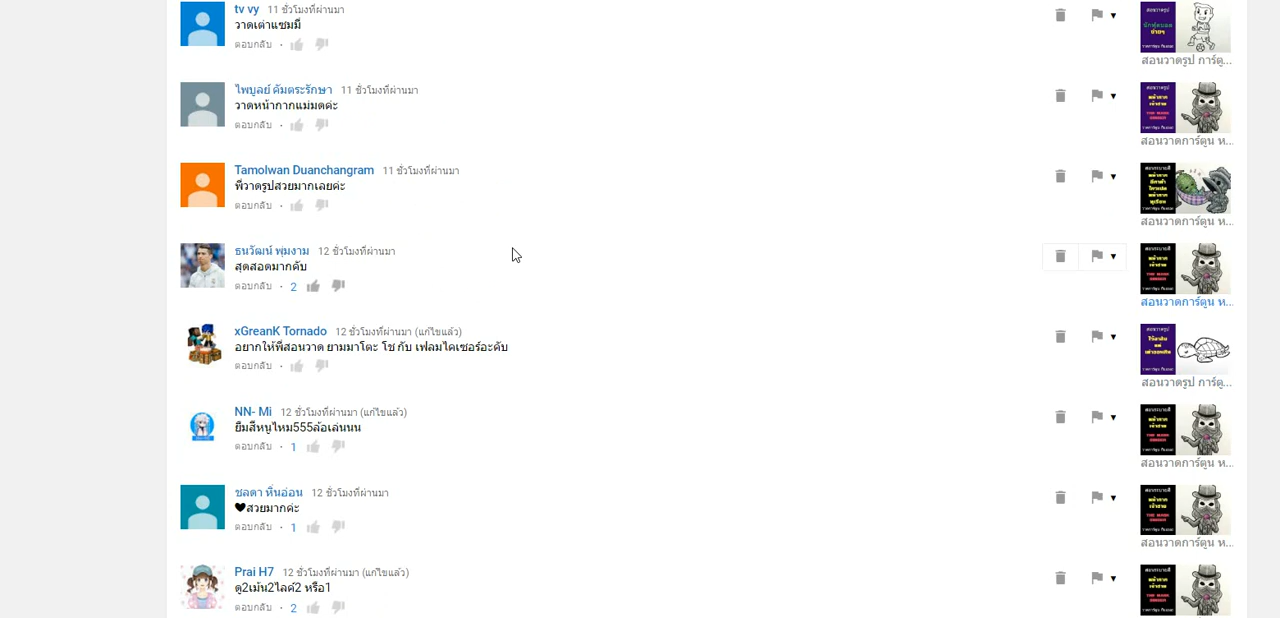 tv vy 11 ชั่วโมงที่ผ่านมา
วาดเต่าแซมมี่
ตอบกลับ •
สอนวาดรูป การ์ตู...
ไพบูลย์ คัมตระรักษา 11 ชั่วโมงที่ผ่านมา
วาดหน้ากากแม่มดค่ะ
ตอบกลับ •
สอนวาดการ์ตูน ห...
Tamolwan Duanchangram 11 ชั่วโมงที่ผ่านมา
พี่วาดรูปสวยมากเลยค่ะ
ตอบกลับ •
สอนวาดการ์ตูน ห...
ธนวัฒน์ พุ่มงาม 12 ชั่วโมงที่ผ่านมา
สุดสอดมากคับ
ตอบกลับ • 2
สอนวาดการ์ตูน ห...
xGreanK Tornado 12 ชั่วโมงที่ผ่านมา (แก้ไขแล้ว)
อยากให้พี่สอนวาด ยามมาโตะ โช กับ เฟลมไคเซอร์อะคับ
ตอบกลับ •
สอนวาดรูป การ์ตู...
NN- Mi 12 ชั่วโมงที่ผ่านมา (แก้ไขแล้ว)
ยืมสีหนูไหม555ล้อเล่นนน
ตอบกลับ • 1
สอนวาดการ์ตูน ห...
ชลดา หิ่นอ่อน 12 ชั่วโมงที่ผ่านมา
♥สวยมากค่ะ
ตอบกลับ • 1
สอนวาดการ์ตูน ห...
Prai H7 12 ชั่วโมงที่ผ่านมา (แก้ไขแล้ว)
ดู2เม้น2ไลค์2 หรือ1
ตอบกลับ • 2